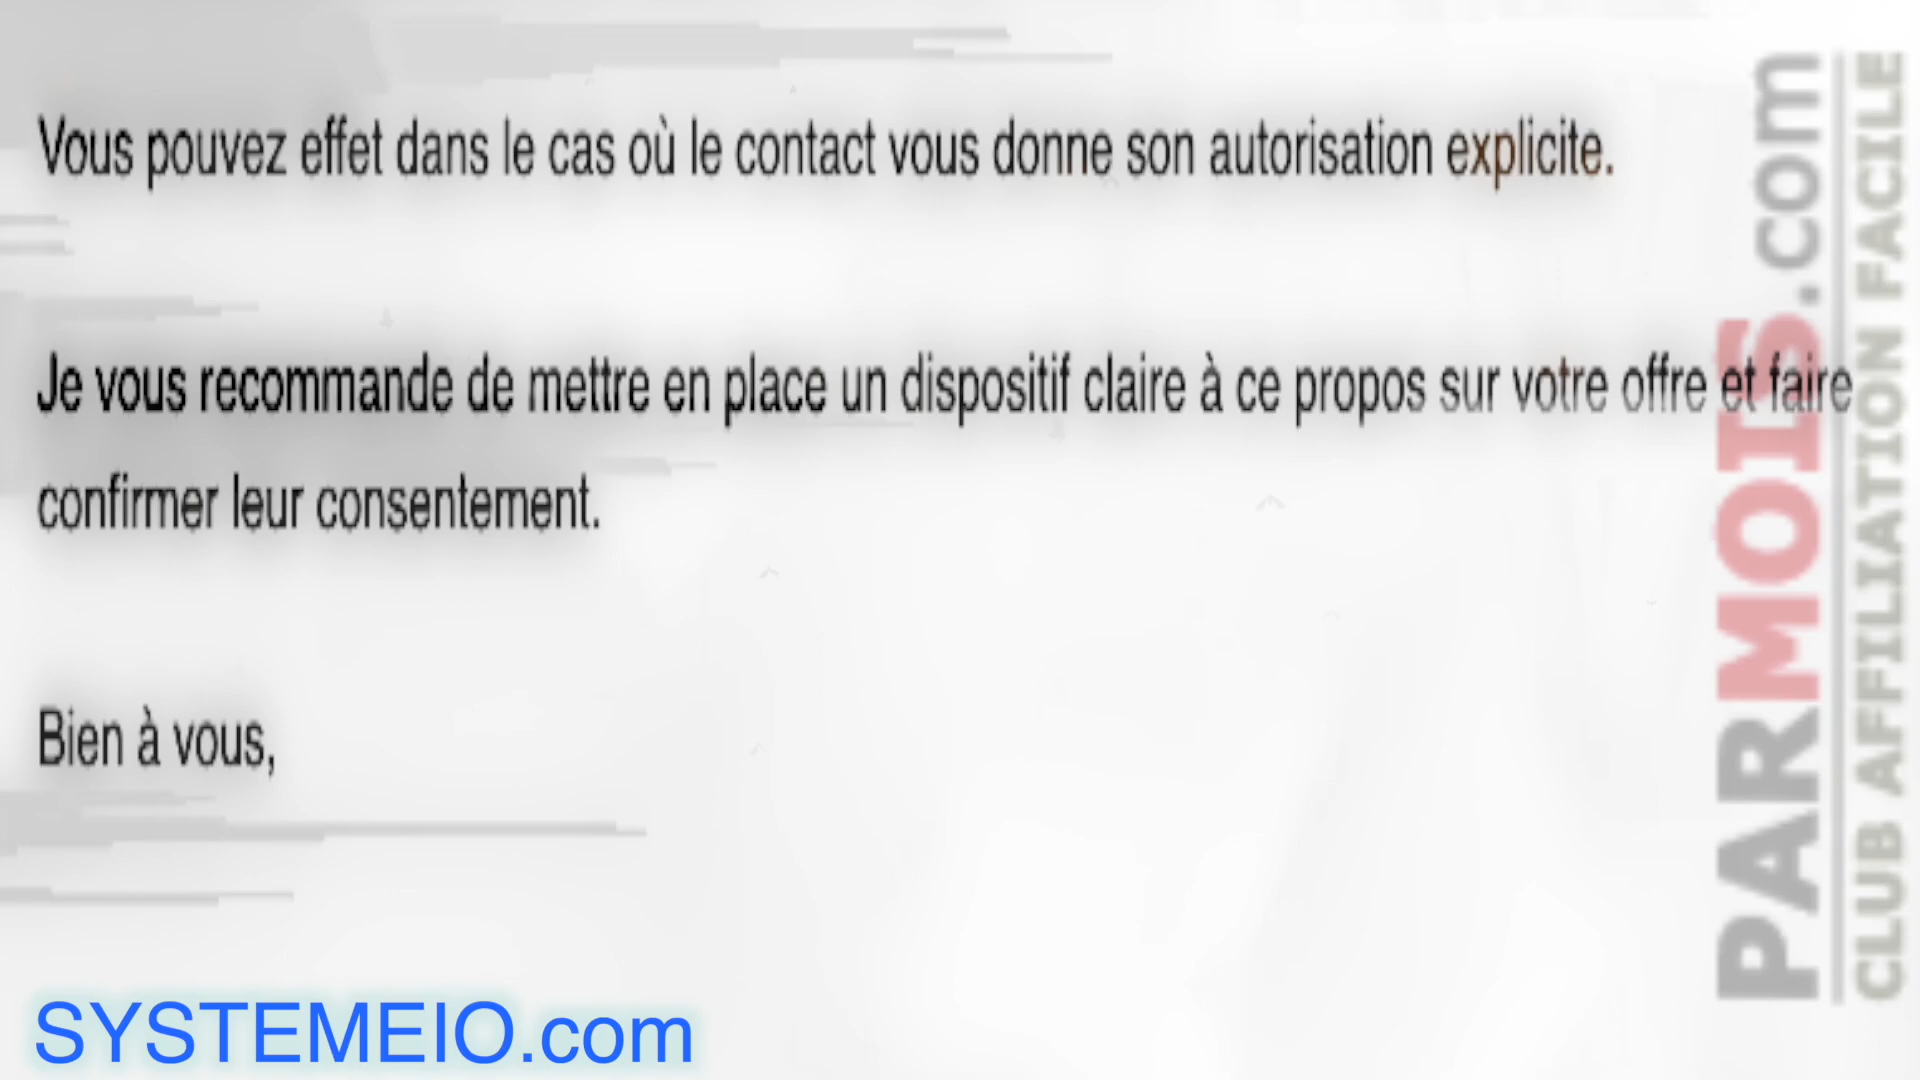 Vous pouvez effet dans le cas où le contact vous donne son autorisation explicite.
Je vous recommande de mettre en place un dispositif claire à ce propos sur votre offre et faire
confirmer leur consentement.
Bien à vous,
SYSTEMEIO.com
PARMOIS.com
CLUB AFFILIATION FACILE